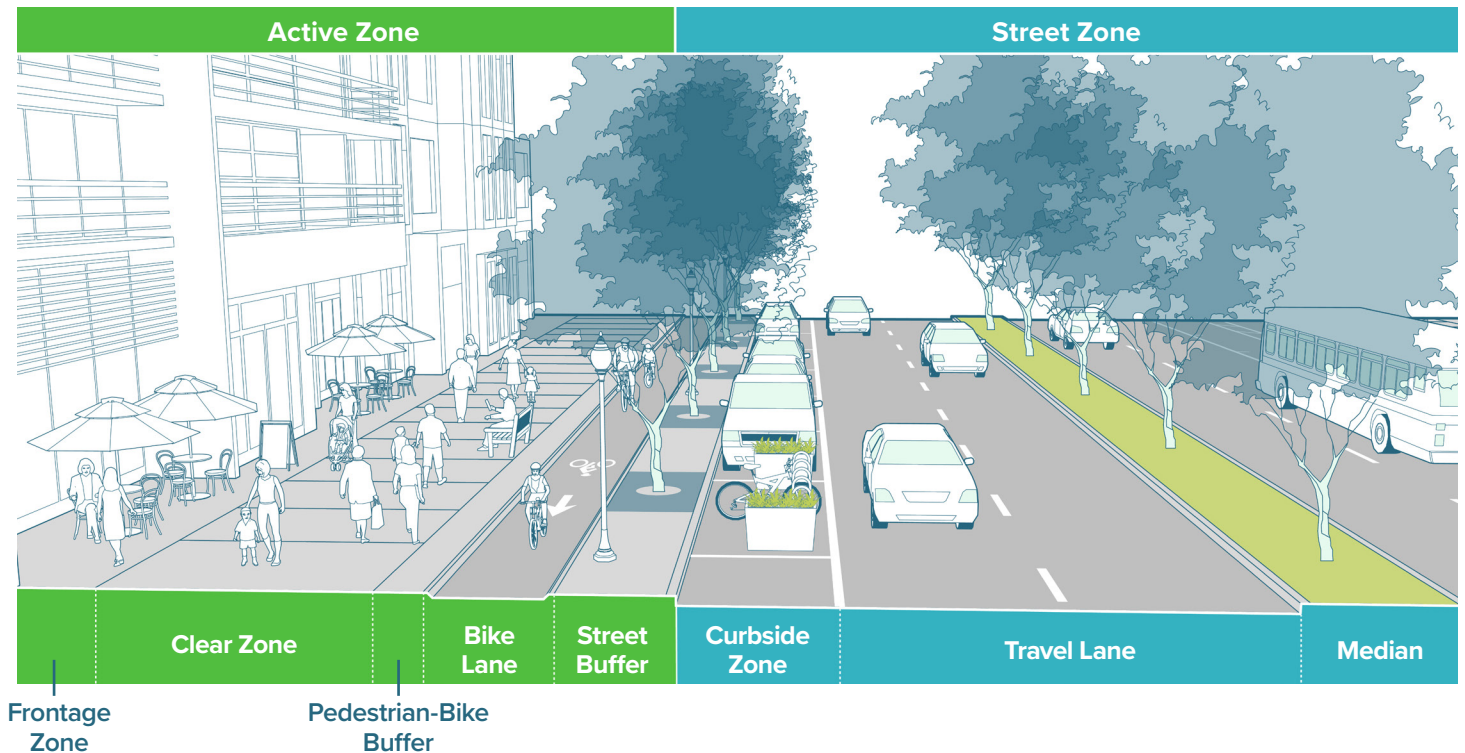 Active Zone
Street Zone
Clear Zone
Bike
Lane
Street
Buffer
Curbside
Zone
Travel Lane
Median
Frontage
Zone
Pedestrian-Bike
Buffer